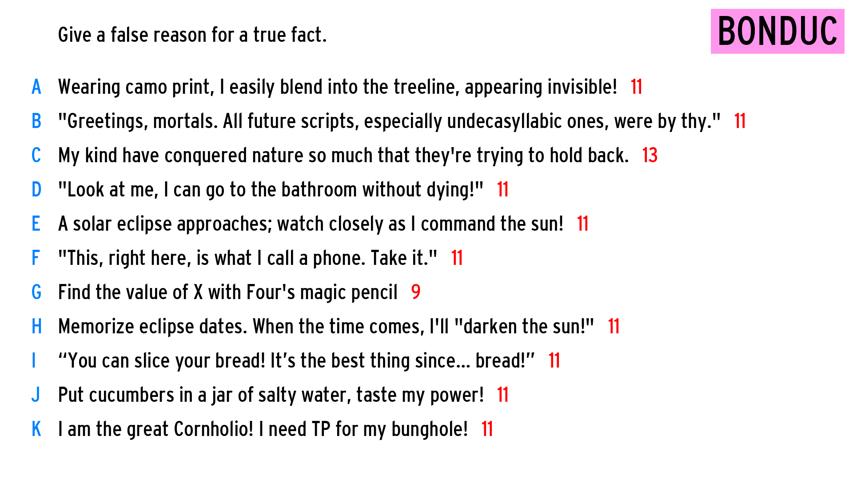 Give a false reason for a true fact.
BONDUC
A Wearing camo print, I easily blend into the treeline, appearing invisible! 11
B "Greetings, mortals. All future scripts, especially undecasyllabic ones, were by thy." 11
C My kind have conquered nature so much that they're trying to hold back. 13
D "Look at me, I can go to the bathroom without dying!" 11
E A solar eclipse approaches; watch closely as I command the sun! 11
F "This, right here, is what I call a phone. Take it." 11
G Find the value of X with Four's magic pencil 9
H Memorize eclipse dates. When the time comes, I'll "darken the sun!" 11
I “You can slice your bread! It’s the best thing since... bread!” 11
J Put cucumbers in a jar of salty water, taste my power! 11
K I am the great Cornholio! I need TP for my bunghole! 11